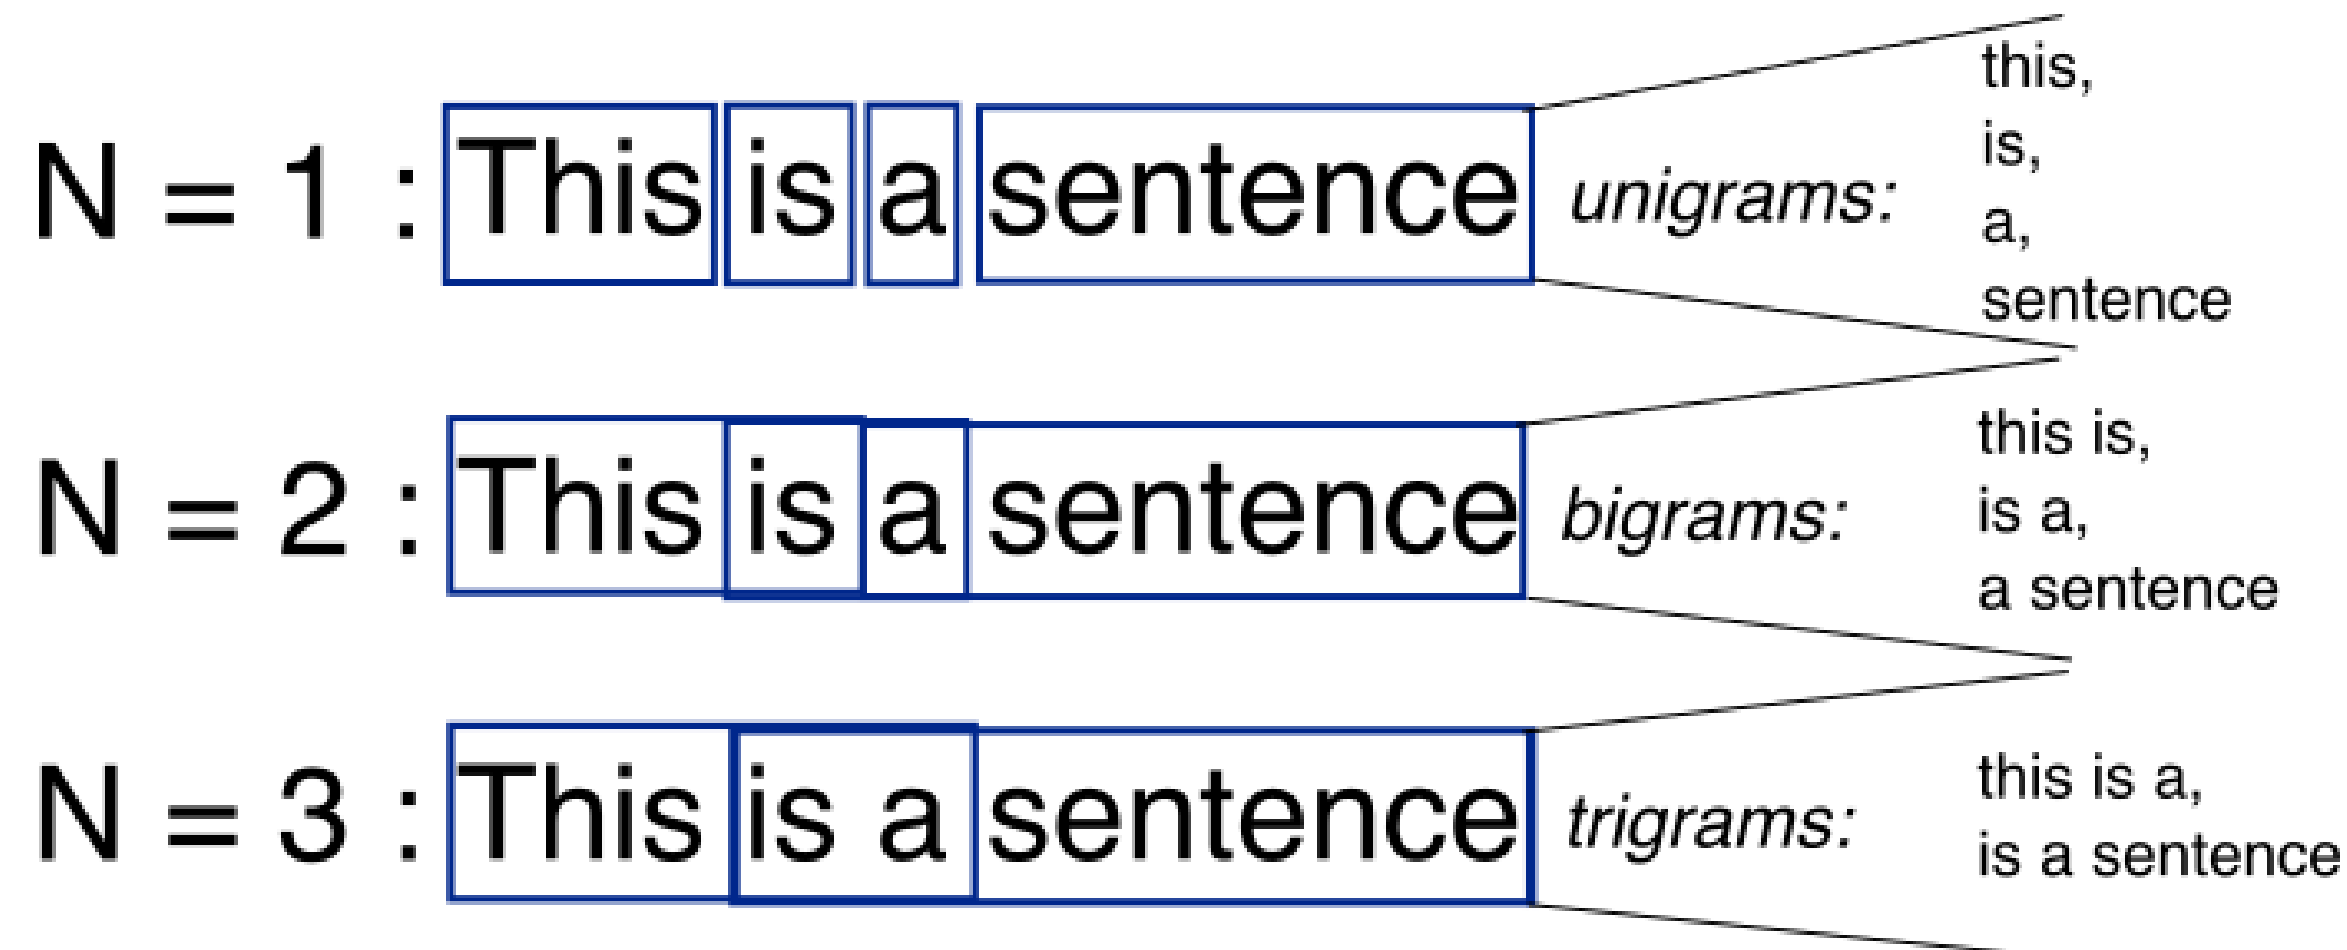 N = 1 : This is a sentence unigrams:
this,
is,
a,
sentence
N = 2 : This is a sentence bigrams:
this is,
is a,
a sentence
N = 3 : This is a sentence trigrams:
this is a,
is a sentence